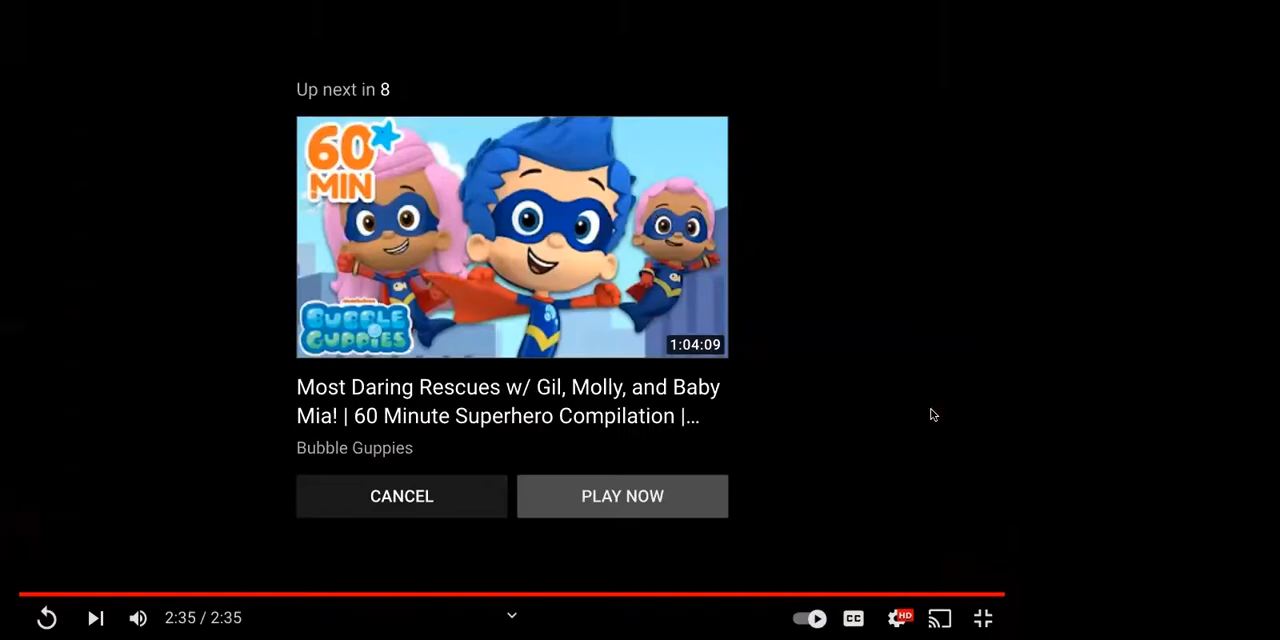 Up next in 8
60
MIN
nickelodeon
BUBBLE
GUPPIES
1:04:09
Most Daring Rescues w/ Gil, Molly, and Baby
Mia! | 60 Minute Superhero Compilation |...
Bubble Guppies
CANCEL
PLAY NOW
2:35 / 2:35
CC
HD